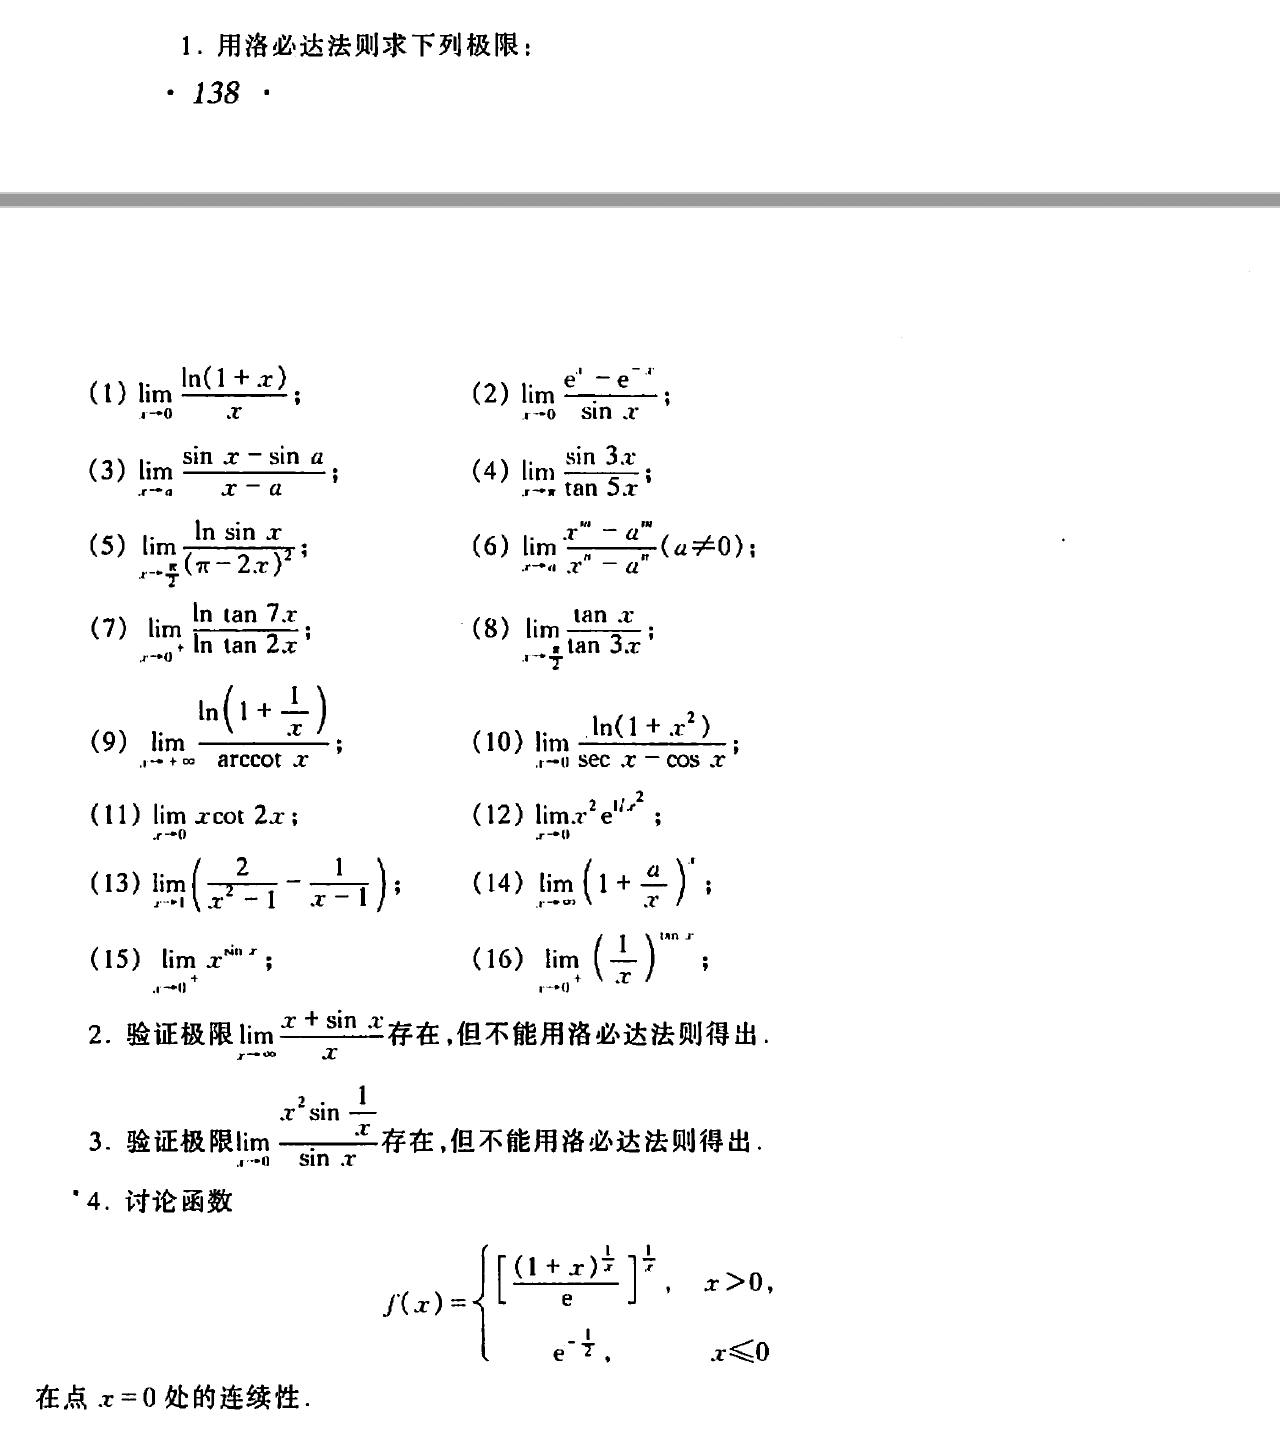 1. 用洛必达法则求下列极限:
· 138 ·
(1) lim_{x→0} ln(1+x)/x; (2) lim_{x→0} (e^x − e^{−x})/sin x;
(3) lim_{x→a} (sin x − sin a)/(x − a); (4) lim_{x→π} sin 3x/tan 5x;
(5) lim_{x→π/2} ln sin x/(π−2x)^2; (6) lim_{x→a} (x^m − a^m)/(x^n − a^n) (a≠0);
(7) lim_{x→0^+} ln tan 7x/ln tan 2x; (8) lim_{x→π/2} tan x/tan 3x;
(9) lim_{x→+∞} ln(1+1/x)/arccot x; (10) lim_{x→0} ln(1+x^2)/(sec x − cos x);
(11) lim_{x→0} xcot 2x; (12) lim_{x→0} x^2 e^{1/x^2};
(13) lim_{x→1} (2/(x^2−1) − 1/(x−1)); (14) lim_{x→∞} (1+a/x)^x;
(15) lim_{x→0^+} x^{sin x}; (16) lim_{x→0^+} (1/x)^{tan x};
2. 验证极限 lim_{x→∞} (x+sin x)/x 存在,但不能用洛必达法则得出.
3. 验证极限 lim_{x→0} (x^2 sin 1/x)/sin x 存在,但不能用洛必达法则得出.
*4. 讨论函数
f(x)={ [(1+x)^{1/x}/e]^{1/x}, x>0,
e^{−1/2}, x≤0
在点 x=0 处的连续性.